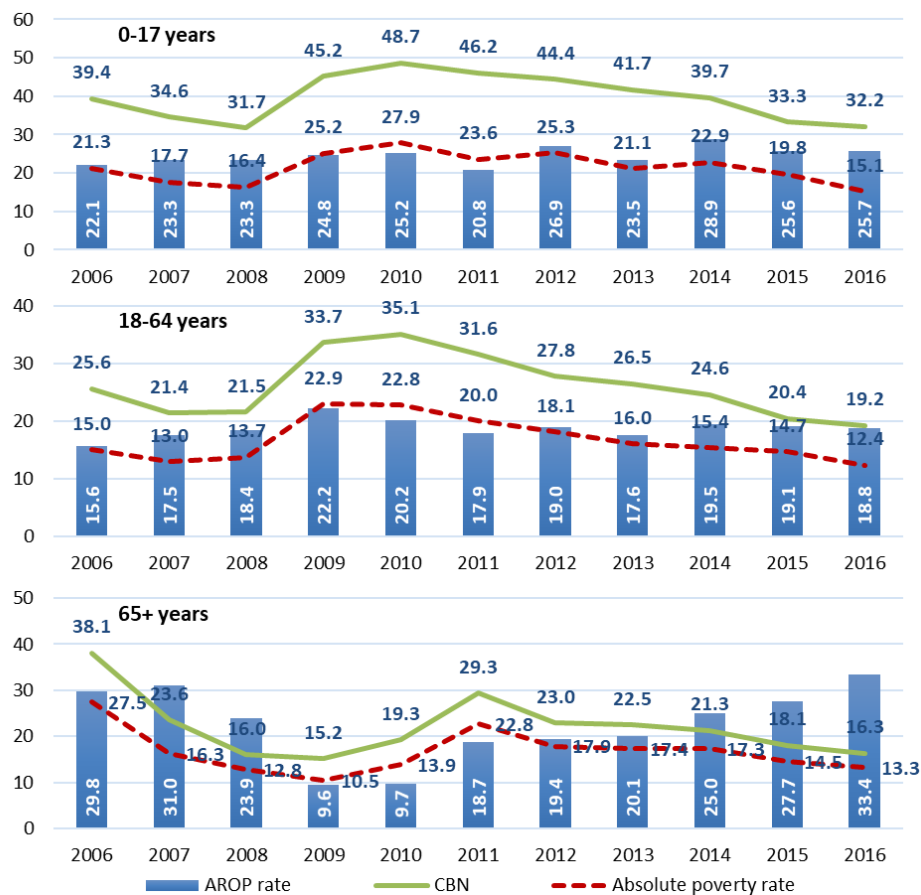 60
0-17 years
50
40
30
20
10
0
39.4 34.6 31.7 45.2 48.7 46.2 44.4 41.7 39.7 33.3 32.2
21.3 17.7 16.4 25.2 27.9 23.6 25.3 21.1 22.9 19.8 15.1
22.1 23.3 23.3 24.8 25.2 20.8 26.9 23.5 28.9 25.6 25.7
2006 2007 2008 2009 2010 2011 2012 2013 2014 2015 2016
40
18-64 years
30
20
10
0
25.6 21.4 21.5 33.7 35.1 31.6 27.8 26.5 24.6 20.4 19.2
15.0 13.0 13.7 22.9 22.8 20.0 18.1 16.0 15.4 14.7 12.4
15.6 17.5 18.4 22.2 20.2 17.9 19.0 17.6 19.5 19.1 18.8
2006 2007 2008 2009 2010 2011 2012 2013 2014 2015 2016
50
65+ years
40
30
20
10
0
38.1 23.6 16.0 15.2 19.3 29.3 23.0 22.5 21.3 18.1 16.3
27.5 16.3 12.8 10.5 13.9 22.8 17.9 17.4 17.3 14.5 13.3
29.8 31.0 23.9 9.6 9.7 18.7 19.4 20.1 25.0 27.7 33.4
2006 2007 2008 2009 2010 2011 2012 2013 2014 2015 2016
AROP rate CBN Absolute poverty rate